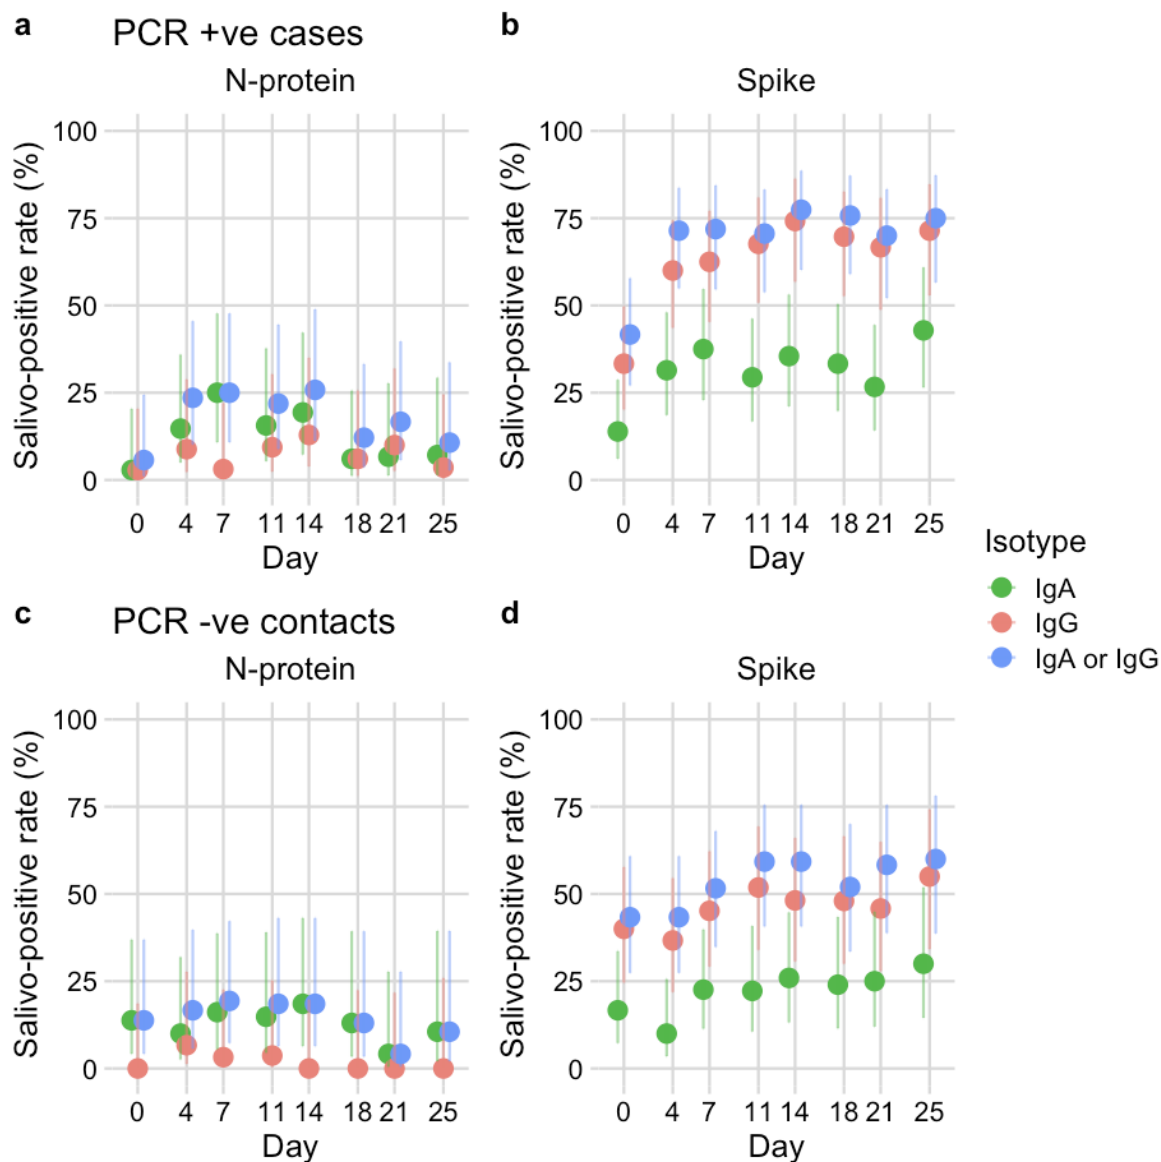 a PCR +ve cases b
N-protein Spike
Salivo-positive rate (%)
100
75
50
25
0
0 4 7 11 14 18 21 25
Day
Salivo-positive rate (%)
100
75
50
25
0
0 4 7 11 14 18 21 25
Day
Isotype
IgA
IgG
IgA or IgG
c PCR -ve contacts d
N-protein Spike
Salivo-positive rate (%)
100
75
50
25
0
0 4 7 11 14 18 21 25
Day
Salivo-positive rate (%)
100
75
50
25
0
0 4 7 11 14 18 21 25
Day